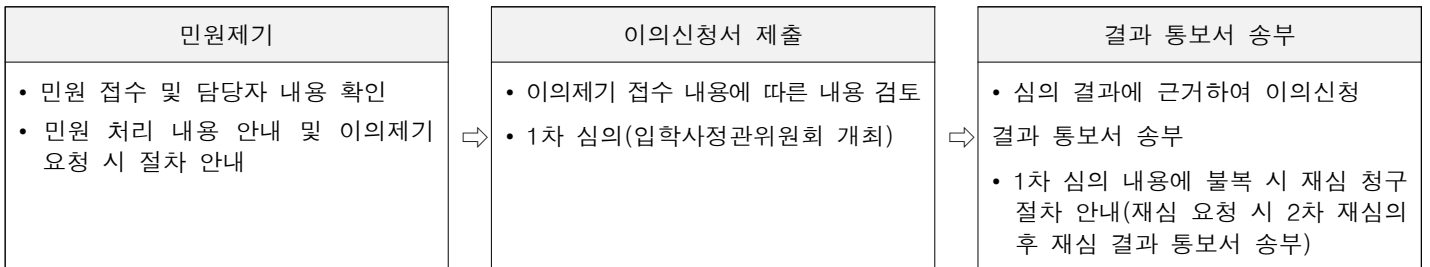 민원제기
• 민원 접수 및 담당자 내용 확인
• 민원 처리 내용 안내 및 이의제기
요청 시 절차 안내
⇨
이의신청서 제출
• 이의제기 접수 내용에 따른 내용 검토
• 1차 심의(입학사정관위원회 개최)
⇨
결과 통보서 송부
• 심의 결과에 근거하여 이의신청
결과 통보서 송부
• 1차 심의 내용에 불복 시 재심 청구
절차 안내(재심 요청 시 2차 재심의
후 재심 결과 통보서 송부)